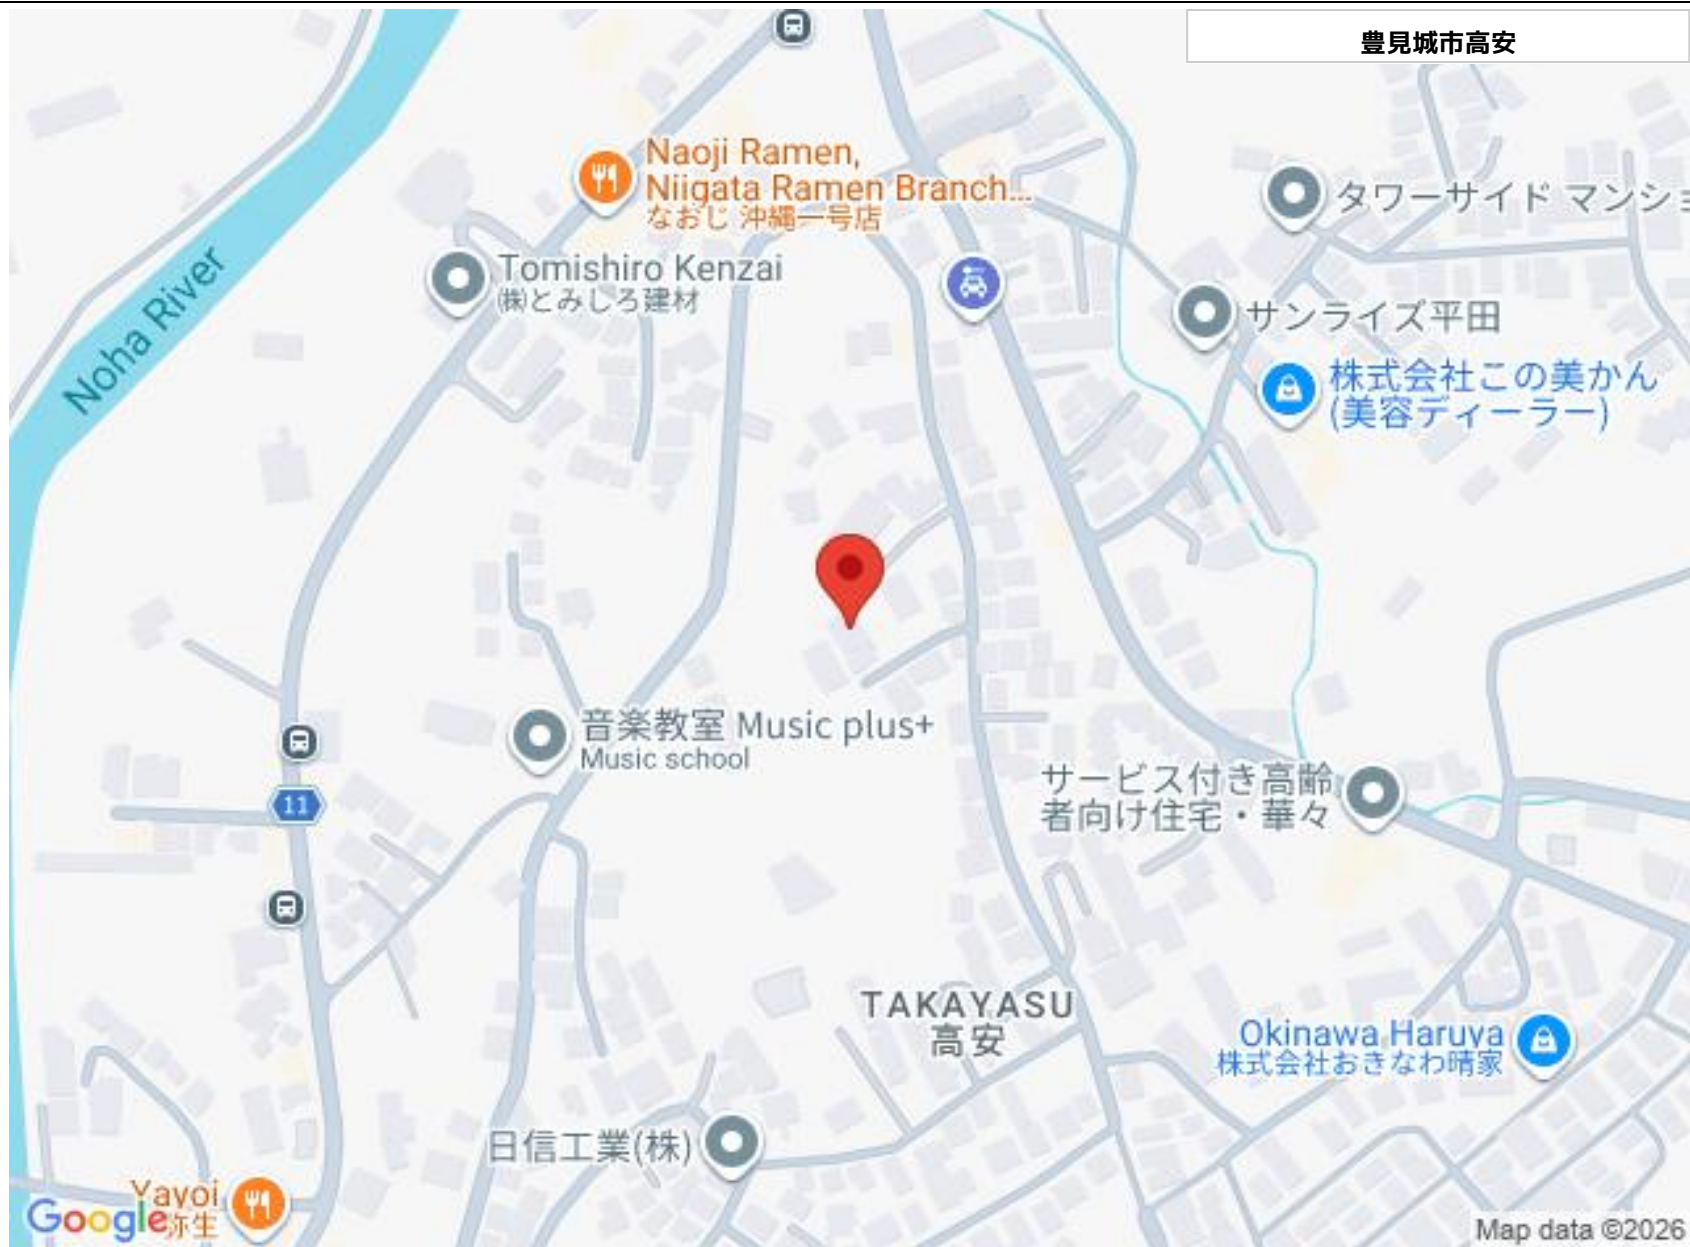 豊見城市高安
Naoji Ramen,
Niigata Ramen Branch...
なおじ 沖縄一号店
タワーサイド マンショ
Tomishiro Kenzai
㈱とみしろ建材
Noha River
サンライズ平田
株式会社この美かん
(美容ディーラー)
音楽教室 Music plus+
Music school
サービス付き高齢
者向け住宅・華々
11
TAKAYASU
高安
Okinawa Haruya
株式会社おきなわ晴家
日信工業(株)
Yayoi
弥生
Google
Map data ©2026